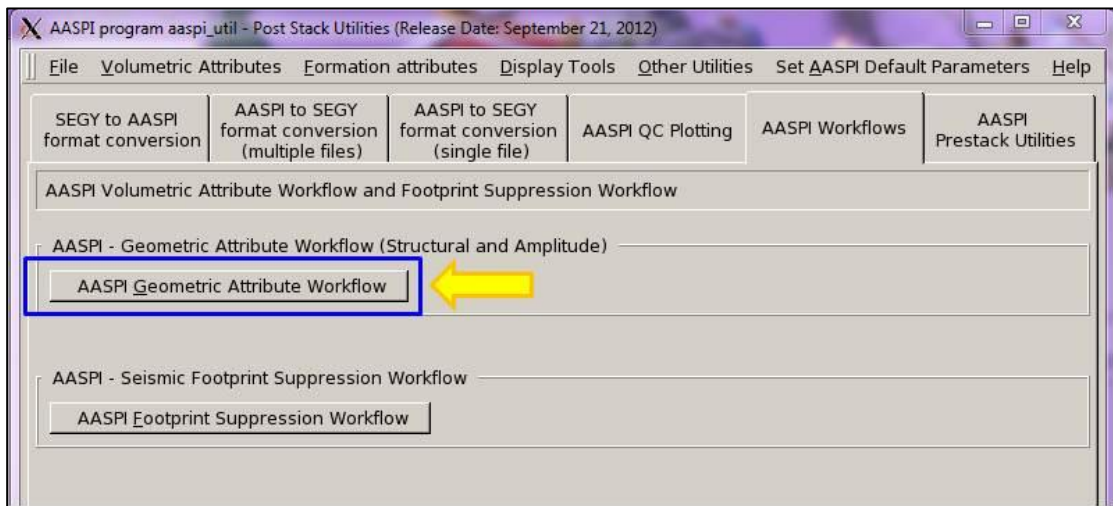 AASPI program aaspi_util - Post Stack Utilities (Release Date: September 21, 2012)
File Volumetric Attributes Formation attributes Display Tools Other Utilities Set AASPI Default Parameters Help
SEGY to AASPI
format conversion
AASPI to SEGY
format conversion
(multiple files)
AASPI to SEGY
format conversion
(single file)
AASPI QC Plotting
AASPI Workflows
AASPI
Prestack Utilities
AASPI Volumetric Attribute Workflow and Footprint Suppression Workflow
AASPI - Geometric Attribute Workflow (Structural and Amplitude)
AASPI Geometric Attribute Workflow
AASPI - Seismic Footprint Suppression Workflow
AASPI Footprint Suppression Workflow